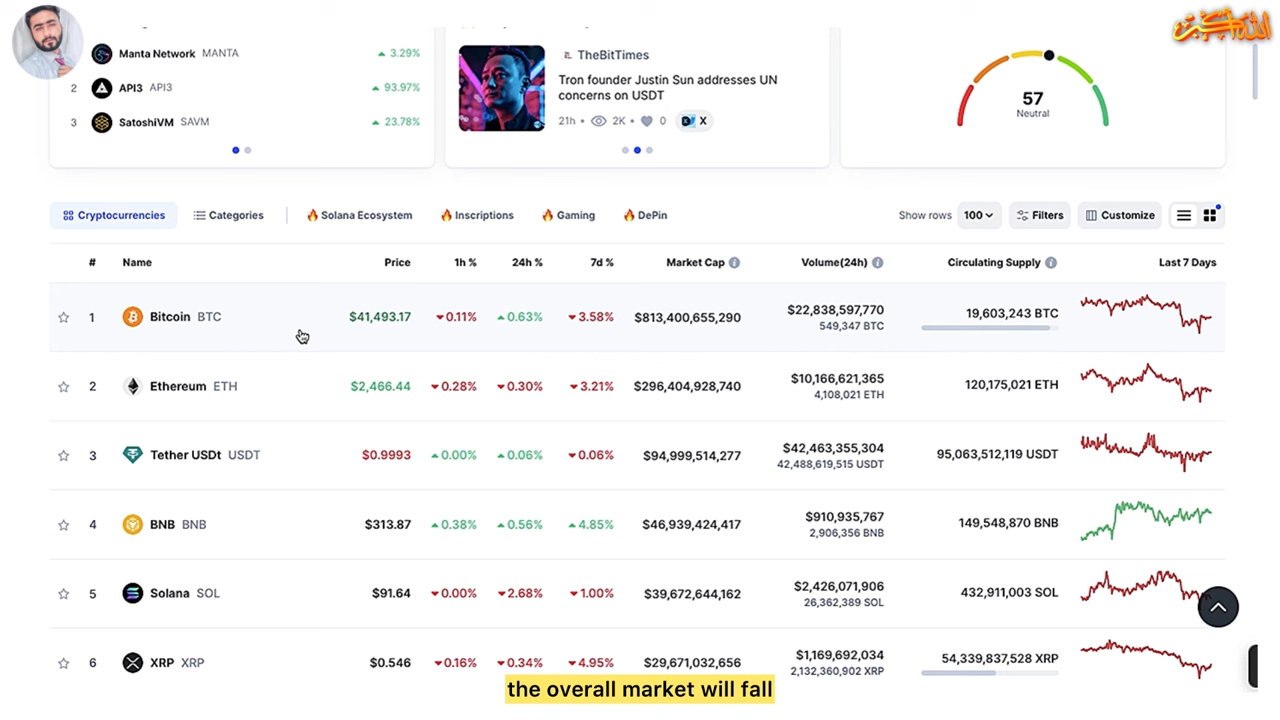 الله أكبر
Manta Network MANTA 3.29%
2 API3 API3 93.97%
3 SatoshiVM SAVM 23.78%
TheBitTimes
Tron founder Justin Sun addresses UN
concerns on USDT
21h • 2K • 0 X
57
Neutral
Cryptocurrencies Categories Solana Ecosystem Inscriptions Gaming DePin Show rows 100 Filters Customize
# Name Price 1h % 24h % 7d % Market Cap Volume(24h) Circulating Supply Last 7 Days
1 Bitcoin BTC $41,493.17 0.11% 0.63% 3.58% $813,400,655,290 $22,838,597,770 19,603,243 BTC
549,347 BTC
2 Ethereum ETH $2,466.44 0.28% 0.30% 3.21% $296,404,928,740 $10,166,621,365 120,175,021 ETH
4,108,021 ETH
3 Tether USDt USDT $0.9993 0.00% 0.06% 0.06% $94,999,514,277 $42,463,355,304 95,063,512,119 USDT
42,488,619,515 USDT
4 BNB BNB $313.87 0.38% 0.56% 4.85% $46,939,424,417 $910,935,767 149,548,870 BNB
2,906,356 BNB
5 Solana SOL $91.64 0.00% 2.68% 1.00% $39,672,644,162 $2,426,071,906 432,911,003 SOL
26,362,389 SOL
6 XRP XRP $0.546 0.16% 0.34% 4.95% $29,671,032,656 $1,169,692,034 54,339,837,528 XRP
2,132,360,902 XRP
the overall market will fall